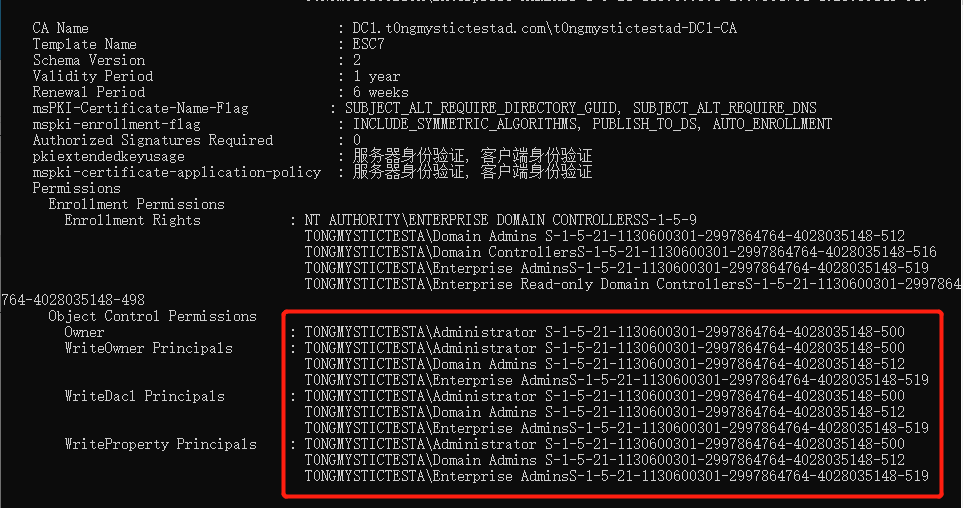 CA Name : DC1.t0ngmystictestad.com\t0ngmystictestad-DC1-CA
Template Name : ESC7
Schema Version : 2
Validity Period : 1 year
Renewal Period : 6 weeks
msPKI-Certificate-Name-Flag : SUBJECT_ALT_REQUIRE_DIRECTORY_GUID, SUBJECT_ALT_REQUIRE_DNS
mspki-enrollment-flag : INCLUDE_SYMMETRIC_ALGORITHMS, PUBLISH_TO_DS, AUTO_ENROLLMENT
Authorized Signatures Required : 0
pkiextendedkeyusage : 服务器身份验证, 客户端身份验证
mspki-certificate-application-policy : 服务器身份验证, 客户端身份验证
Permissions
Enrollment Permissions
Enrollment Rights : NT AUTHORITY\ENTERPRISE DOMAIN CONTROLLERSS-1-5-9
TONGMYSTICTESTA\Domain Admins S-1-5-21-1130600301-2997864764-4028035148-512
TONGMYSTICTESTA\Domain ControllersS-1-5-21-1130600301-2997864764-4028035148-516
TONGMYSTICTESTA\Enterprise AdminsS-1-5-21-1130600301-2997864764-4028035148-519
TONGMYSTICTESTA\Enterprise Read-only Domain ControllersS-1-5-21-1130600301-2997864
764-4028035148-498
Object Control Permissions
Owner : TONGMYSTICTESTA\Administrator S-1-5-21-1130600301-2997864764-4028035148-500
WriteOwner Principals : TONGMYSTICTESTA\Administrator S-1-5-21-1130600301-2997864764-4028035148-500
TONGMYSTICTESTA\Domain Admins S-1-5-21-1130600301-2997864764-4028035148-512
TONGMYSTICTESTA\Enterprise AdminsS-1-5-21-1130600301-2997864764-4028035148-519
WriteDacl Principals : TONGMYSTICTESTA\Administrator S-1-5-21-1130600301-2997864764-4028035148-500
TONGMYSTICTESTA\Domain Admins S-1-5-21-1130600301-2997864764-4028035148-512
TONGMYSTICTESTA\Enterprise AdminsS-1-5-21-1130600301-2997864764-4028035148-519
WriteProperty Principals : TONGMYSTICTESTA\Administrator S-1-5-21-1130600301-2997864764-4028035148-500
TONGMYSTICTESTA\Domain Admins S-1-5-21-1130600301-2997864764-4028035148-512
TONGMYSTICTESTA\Enterprise AdminsS-1-5-21-1130600301-2997864764-4028035148-519